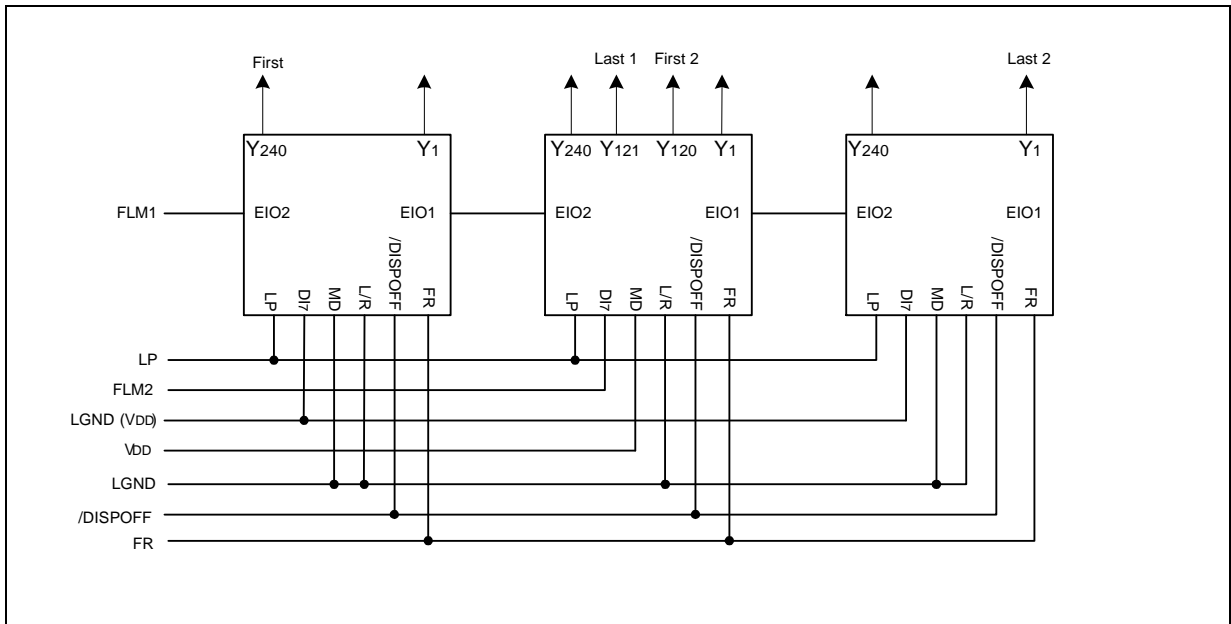 First
Last 1
First 2
Last 2
Y240
Y1
Y240
Y121
Y120
Y1
Y240
Y1
FLM1
EIO2
EIO1
EIO2
EIO1
EIO2
EIO1
LP
DI7
MD
L/R
/DISPOFF
FR
LP
DI7
MD
L/R
/DISPOFF
FR
LP
DI7
MD
L/R
/DISPOFF
FR
LP
FLM2
LGND (VDD)
VDD
LGND
/DISPOFF
FR